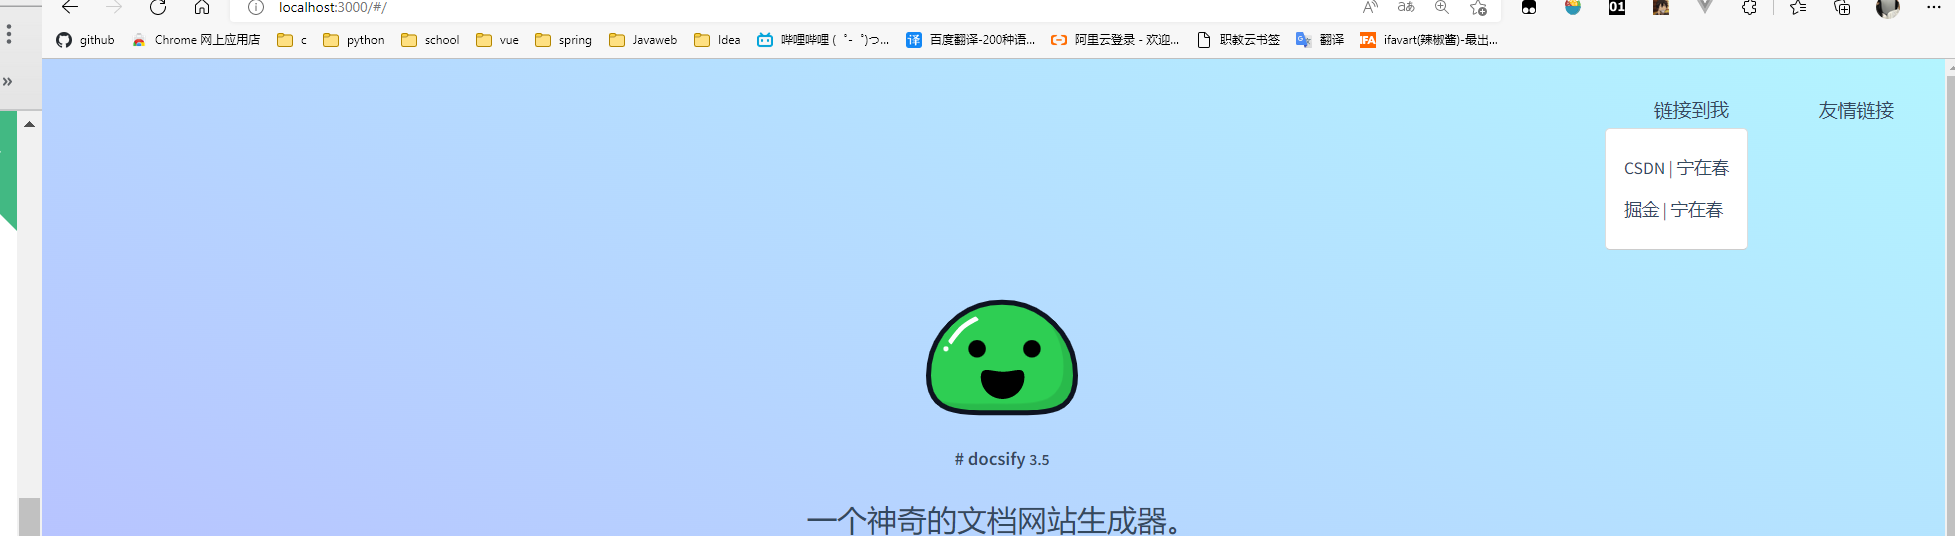 localhost:3000/#/
github Chrome 网上应用店 c python school vue spring Javaweb Idea 哔哩哔哩 ( ゜- ゜)つ... 百度翻译-200种语... 阿里云登录 - 欢迎... 职教云书签 翻译 ifavart(辣椒酱)-最出...
链接到我 友情链接
CSDN | 宁在春
掘金 | 宁在春
# docsify 3.5
一个神奇的文档网站生成器。